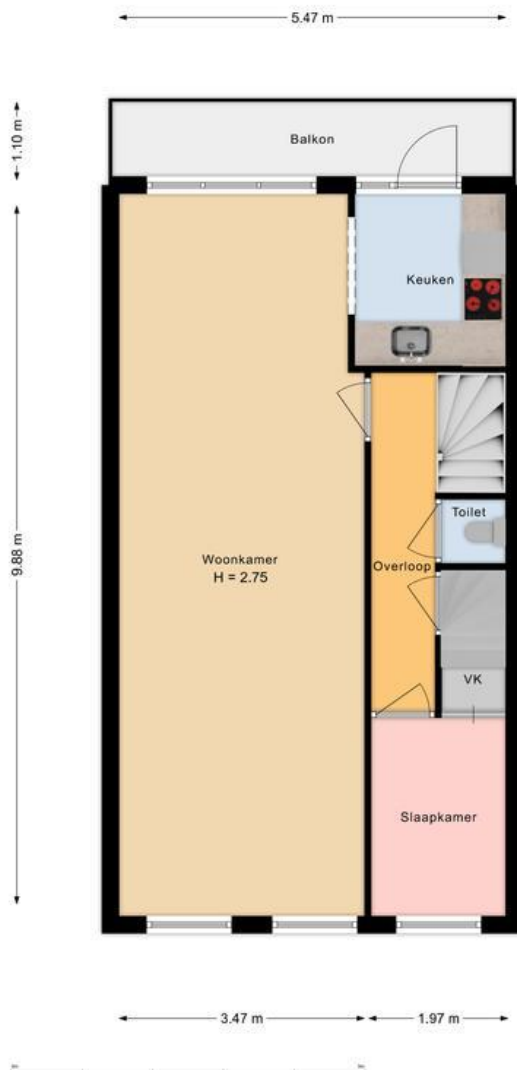 5.47 m
1.10 m
Balkon
Keuken
9.88 m
Toilet
Woonkamer
H = 2.75
Overloop
VK
Slaapkamer
3.47 m
1.97 m